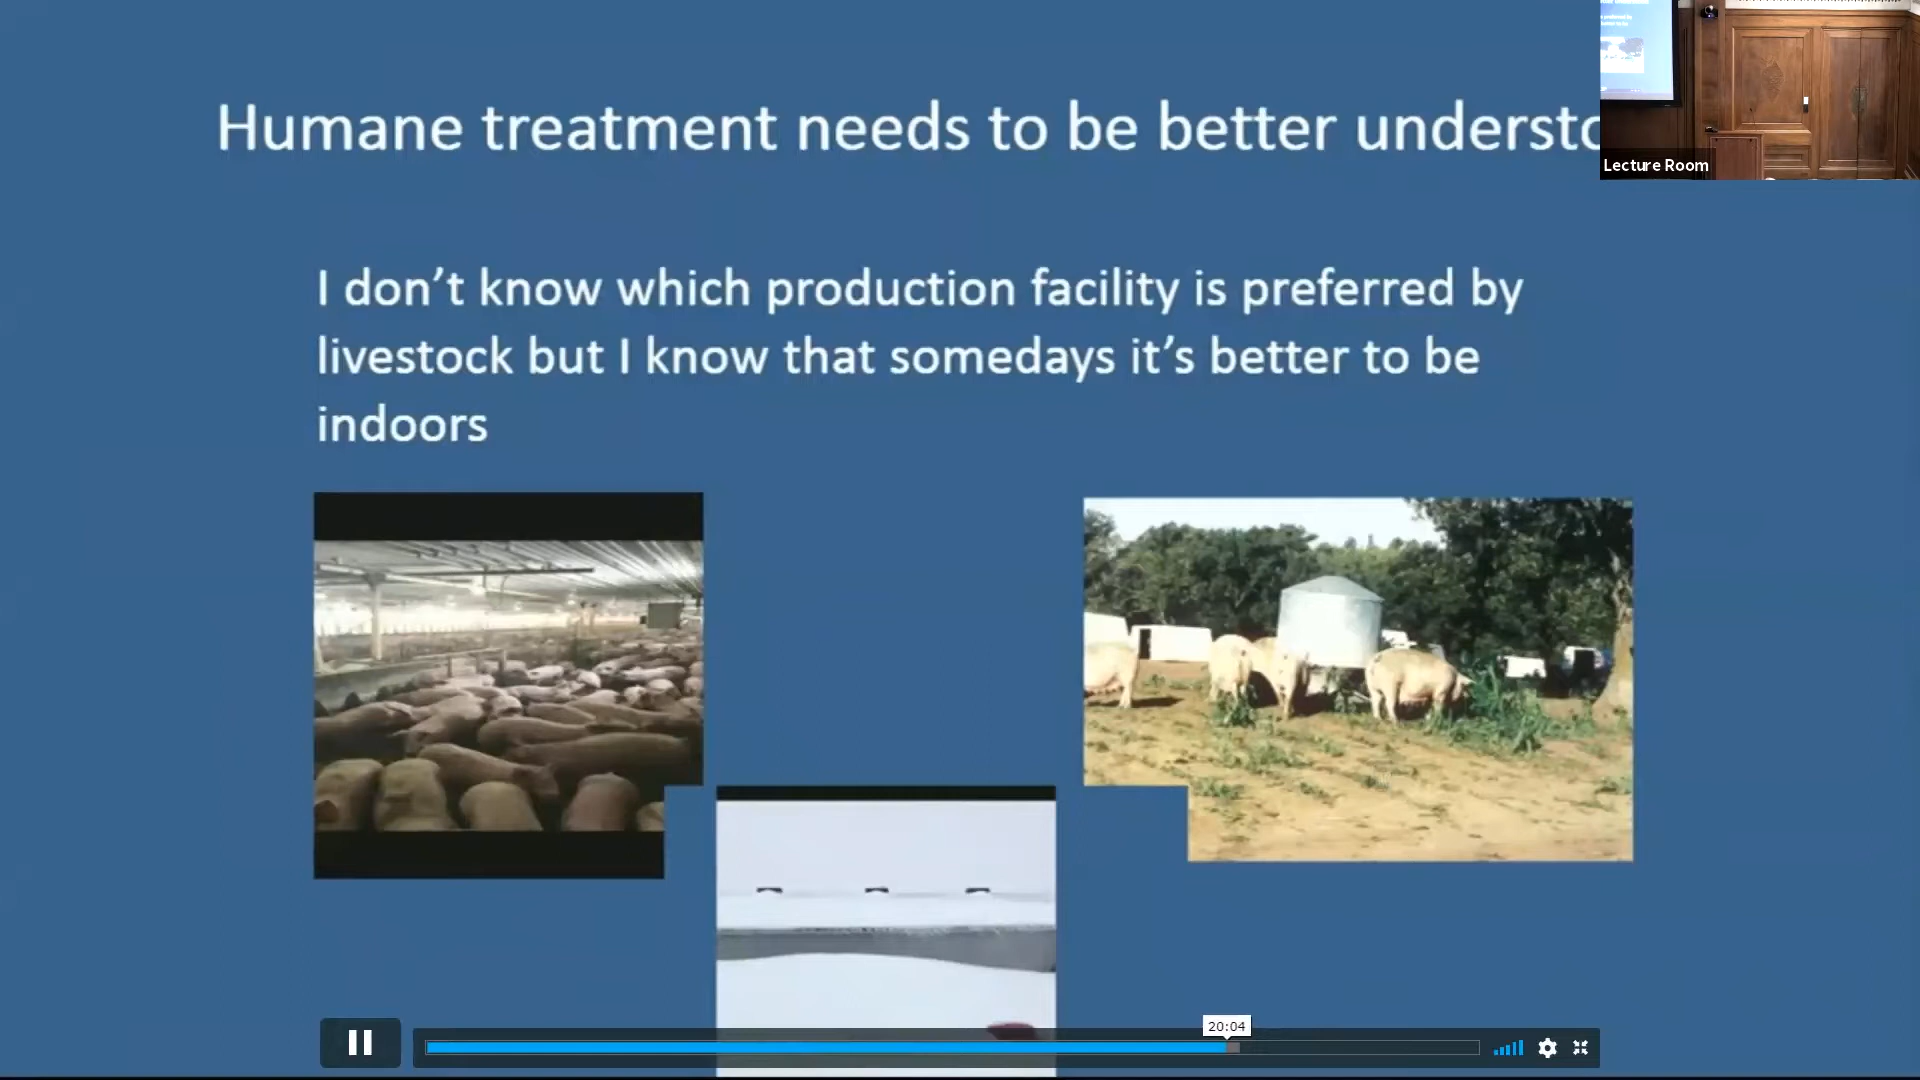 Humane treatment needs to be better understo
Lecture Room
I don’t know which production facility is preferred by
livestock but I know that somedays it’s better to be
indoors
20:04